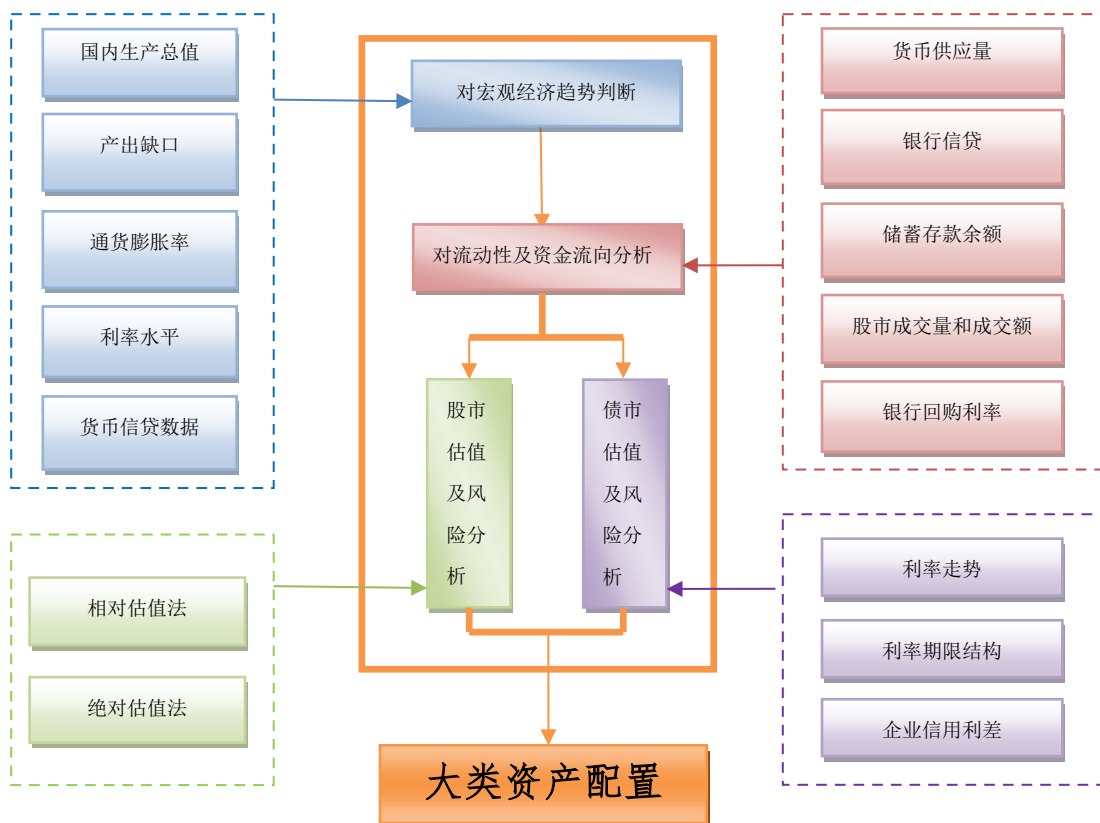 国内生产总值
产出缺口
通货膨胀率
利率水平
货币信贷数据
相对估值法
绝对估值法
对宏观经济趋势判断
对流动性及资金流向分析
股市
估值
及风
险分
析
债市
估值
及风
险分
析
大类资产配置
货币供应量
银行信贷
储蓄存款余额
股市成交量和成交额
银行回购利率
利率走势
利率期限结构
企业信用利差